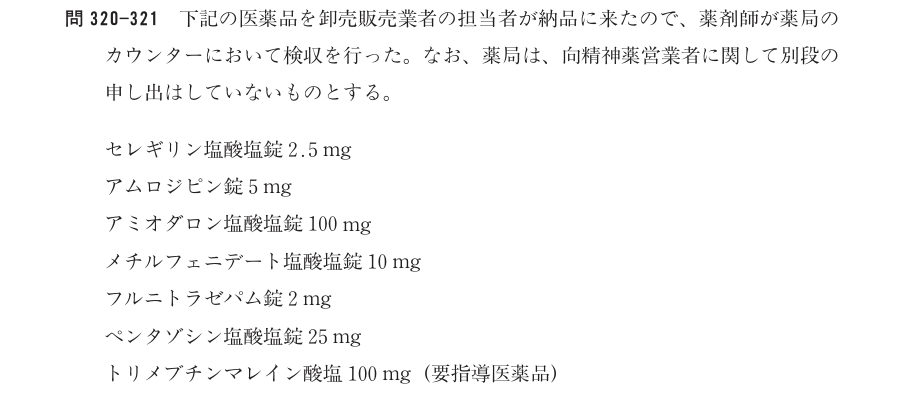 問320−321 下記の医薬品を卸売販売業者の担当者が納品に来たので、薬剤師が薬局の
カウンターにおいて検収を行った。なお、薬局は、向精神薬営業者に関して別段の
申し出はしていないものとする。
セレギリン塩酸塩錠 2.5 mg
アムロジピン錠 5 mg
アミオダロン塩酸塩錠 100 mg
メチルフェニデート塩酸塩錠 10 mg
フルニトラゼパム錠 2 mg
ペンタゾシン塩酸塩錠 25 mg
トリメブチンマレイン酸塩 100 mg(要指導医薬品)